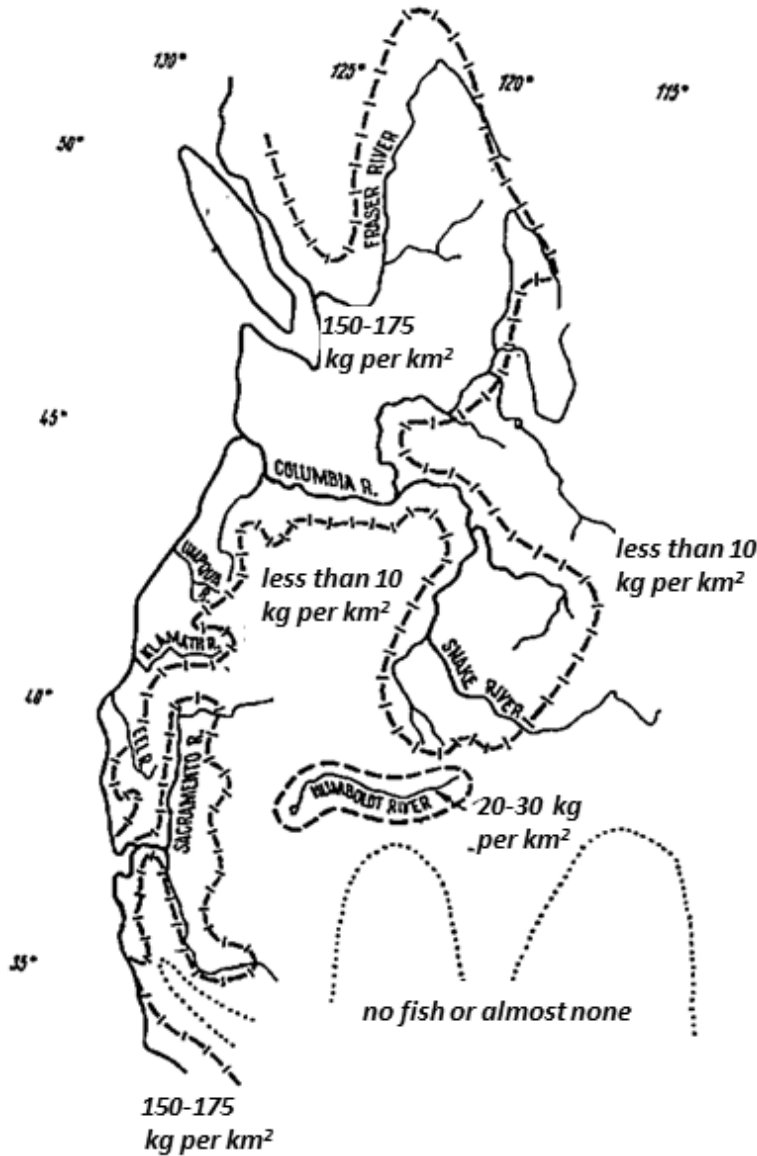 130°
125°
120°
115°
50°
FRASER RIVER
150-175
kg per km²
45°
COLUMBIA R.
less than 10
kg per km²
less than 10
kg per km²
UMPQUA
R.
KLAMATH R.
SNAKE RIVER
40°
EEL R.
SACRAMENTO R.
HUMBOLDT RIVER
20-30 kg
per km²
35°
no fish or almost none
150-175
kg per km²